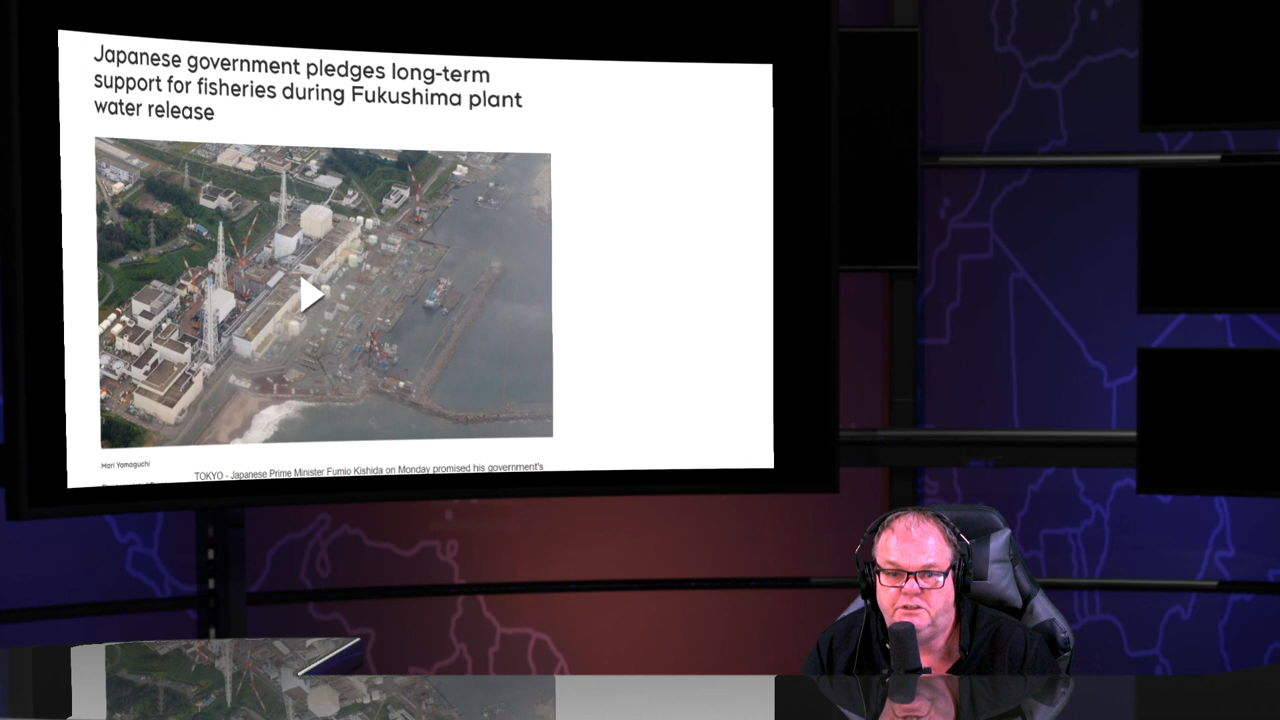 Japanese government pledges long-term
support for fisheries during Fukushima plant
water release
Mari Yamaguchi
TOKYO - Japanese Prime Minister Fumio Kishida on Monday promised his government's